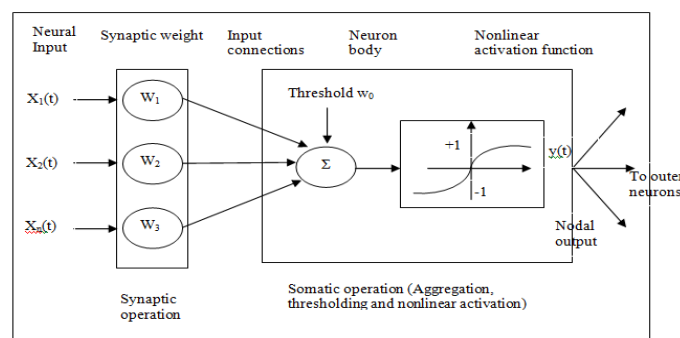 Neural Input
Synaptic weight
Input connections
Neuron body
Nonlinear activation function
X1(t)
W1
Threshold w0
+1
y(t)
X2(t)
W2
Σ
-1
To outer neurons
Xn(t)
W3
Nodal output
Synaptic operation
Somatic operation (Aggregation,
thresholding and nonlinear activation)